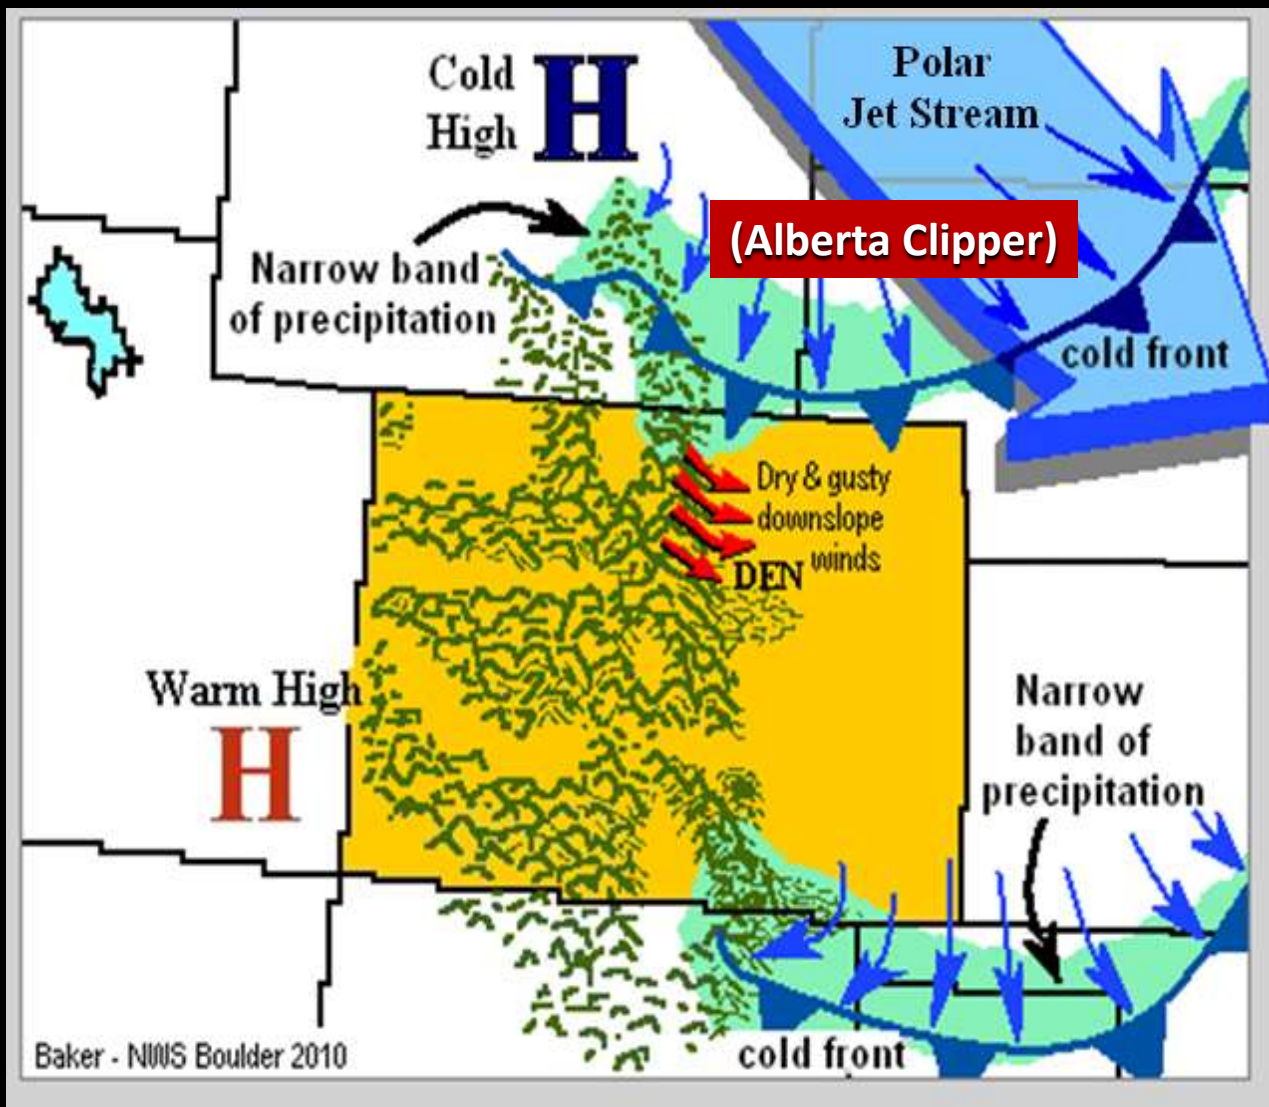 Cold
High
H
Polar
Jet Stream
(Alberta Clipper)
Narrow band
of precipitation
cold front
Dry & gusty
downslope
winds
DEN
Warm High
H
Narrow
band of
precipitation
cold front
Baker - NWS Boulder 2010